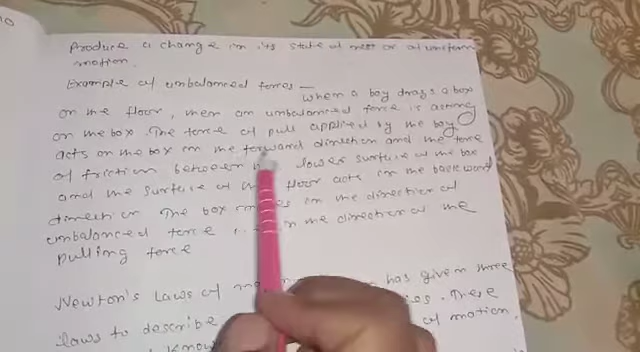 Produce a change in its state of rest or of uniform
motion.
Example of unbalanced forces —
When a boy drags a box
on the floor, then an unbalanced force is acting
on the box. The force of pull applied by the boy
acts on the box in the forward direction and the force
of friction between lower surface of the box
and the surface of the floor acts in the backward
direction The box in the direction of
unbalanced force in the direction of the
pulling force
Newton's Laws of has given three
laws to describe These
know of motion.